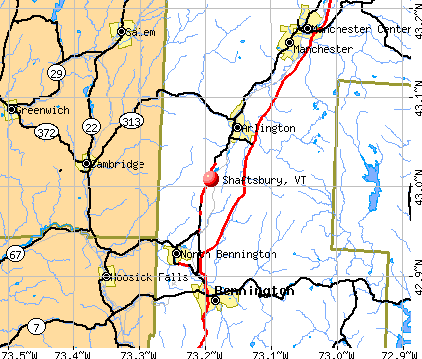 Salem
Manchester Center
Manchester
43.2°N
29
Greenwich
372
22
313
43.1°N
Arlington
Cambridge
Shaftsbury, VT
43.0°N
67
North Bennington
Hoosick Falls
42.9°N
Bennington
7
73.5°W
73.4°W
73.3°W
73.2°W
73.1°W
73.0°W
72.9°W